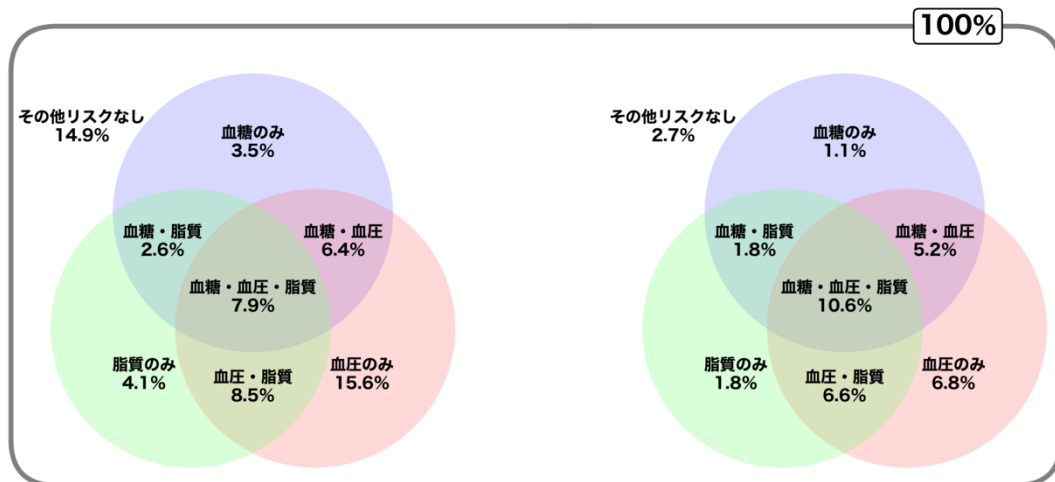 100%
その他リスクなし
14.9%
血糖のみ
3.5%
血糖・脂質
2.6%
血糖・血圧
6.4%
血糖・血圧・脂質
7.9%
脂質のみ
4.1%
血圧・脂質
8.5%
血圧のみ
15.6%
その他リスクなし
2.7%
血糖のみ
1.1%
血糖・脂質
1.8%
血糖・血圧
5.2%
血糖・血圧・脂質
10.6%
脂質のみ
1.8%
血圧・脂質
6.6%
血圧のみ
6.8%